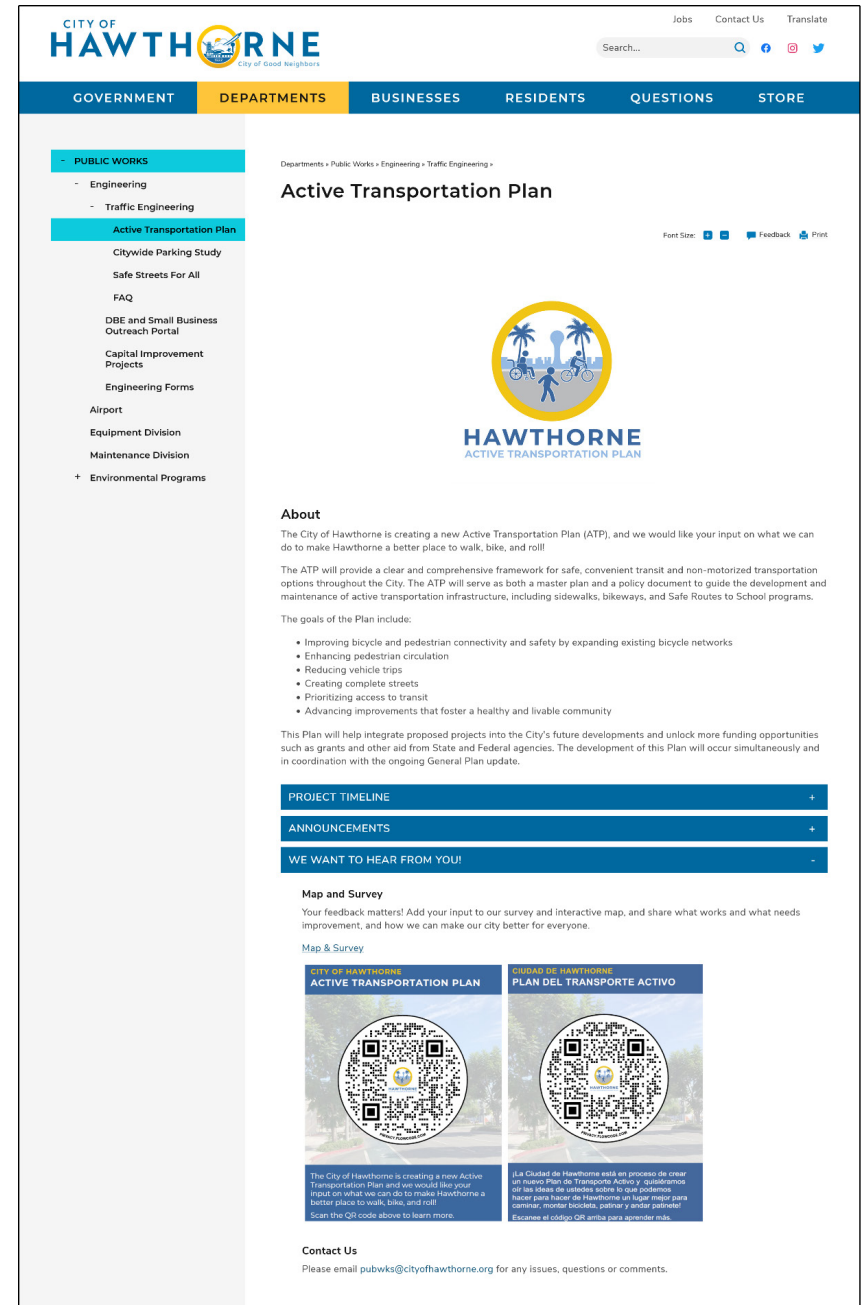 Jobs Contact Us Translate
CITY OF
HAWTHORNE
City of Good Neighbors
Search...
GOVERNMENT DEPARTMENTS BUSINESSES RESIDENTS QUESTIONS STORE
- PUBLIC WORKS
- Engineering
- Traffic Engineering
Active Transportation Plan
Citywide Parking Study
Safe Streets For All
FAQ
DBE and Small Business
Outreach Portal
Capital Improvement
Projects
Engineering Forms
Airport
Equipment Division
Maintenance Division
+ Environmental Programs
Departments » Public Works » Engineering » Traffic Engineering »
Active Transportation Plan
Font Size: + - Feedback Print
HAWTHORNE
ACTIVE TRANSPORTATION PLAN
About
The City of Hawthorne is creating a new Active Transportation Plan (ATP), and we would like your input on what we can
do to make Hawthorne a better place to walk, bike, and roll!
The ATP will provide a clear and comprehensive framework for safe, convenient transit and non-motorized transportation
options throughout the City. The ATP will serve as both a master plan and a policy document to guide the development and
maintenance of active transportation infrastructure, including sidewalks, bikeways, and Safe Routes to School programs.
The goals of the Plan include:
• Improving bicycle and pedestrian connectivity and safety by expanding existing bicycle networks
• Enhancing pedestrian circulation
• Reducing vehicle trips
• Creating complete streets
• Prioritizing access to transit
• Advancing improvements that foster a healthy and livable community
This Plan will help integrate proposed projects into the City's future developments and unlock more funding opportunities
such as grants and other aid from State and Federal agencies. The development of this Plan will occur simultaneously and
in coordination with the ongoing General Plan update.
PROJECT TIMELINE +
ANNOUNCEMENTS +
WE WANT TO HEAR FROM YOU! -
Map and Survey
Your feedback matters! Add your input to our survey and interactive map, and share what works and what needs
improvement, and how we can make our city better for everyone.
Map & Survey
CITY OF HAWTHORNE
ACTIVE TRANSPORTATION PLAN
HAWTHORNE
PRIVACY.FLOWCODE.COM
The City of Hawthorne is creating a new Active
Transportation Plan and we would like your
input on what we can do to make Hawthorne a
better place to walk, bike, and roll!
Scan the QR code above to learn more.
CIUDAD DE HAWTHORNE
PLAN DEL TRANSPORTE ACTIVO
HAWTHORNE
PRIVACY.FLOWCODE.COM
¡La Ciudad de Hawthorne está en proceso de crear
un nuevo Plan de Transporte Activo y quisiéramos
oír las ideas de ustedes sobre lo que podemos
hacer para hacer de Hawthorne un lugar mejor para
caminar, montar bicicleta, patinar y andar patinete!
Escanee el código QR arriba para aprender más.
Contact Us
Please email pubwks@cityofhawthorne.org for any issues, questions or comments.